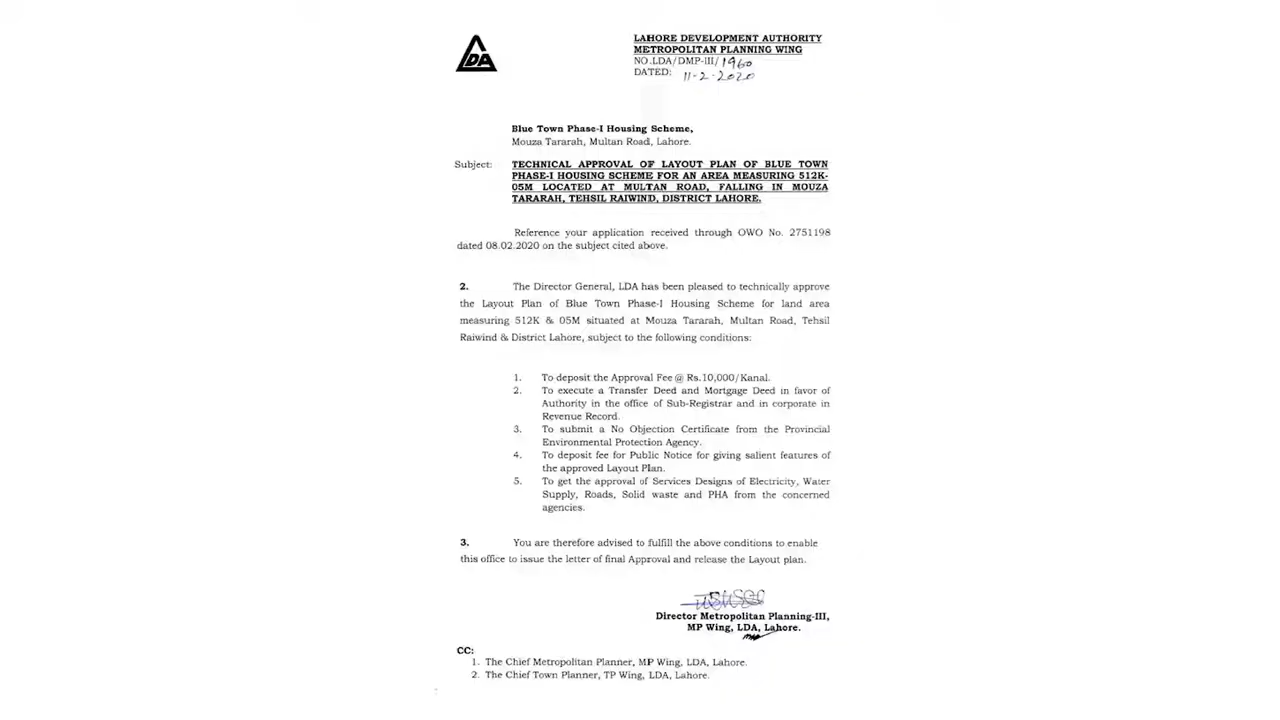 LDA
LAHORE DEVELOPMENT AUTHORITY
METROPOLITAN PLANNING WING
NO.LDA/DMP-III/1960
DATED: 11-2-2020
Blue Town Phase-I Housing Scheme,
Mouza Tararah, Multan Road, Lahore.
Subject: TECHNICAL APPROVAL OF LAYOUT PLAN OF BLUE TOWN
PHASE-I HOUSING SCHEME FOR AN AREA MEASURING 512K-
05M LOCATED AT MULTAN ROAD, FALLING IN MOUZA
TARARAH, TEHSIL RAIWIND, DISTRICT LAHORE.
Reference your application received through OWO No. 2751198
dated 08.02.2020 on the subject cited above.
2. The Director General, LDA has been pleased to technically approve
the Layout Plan of Blue Town Phase-I Housing Scheme for land area
measuring 512K & 05M situated at Mouza Tararah, Multan Road, Tehsil
Raiwind & District Lahore, subject to the following conditions:
1. To deposit the Approval Fee @ Rs.10,000/Kanal.
2. To execute a Transfer Deed and Mortgage Deed in favor of
Authority in the office of Sub-Registrar and in corporate in
Revenue Record.
3. To submit a No Objection Certificate from the Provincial
Environmental Protection Agency.
4. To deposit fee for Public Notice for giving salient features of
the approved Layout Plan.
5. To get the approval of Services Designs of Electricity, Water
Supply, Roads, Solid waste and PHA from the concerned
agencies.
3. You are therefore advised to fulfill the above conditions to enable
this office to issue the letter of final Approval and release the Layout plan.
Director Metropolitan Planning-III,
MP Wing, LDA, Lahore.
CC:
1. The Chief Metropolitan Planner, MP Wing, LDA, Lahore.
2. The Chief Town Planner, TP Wing, LDA, Lahore.